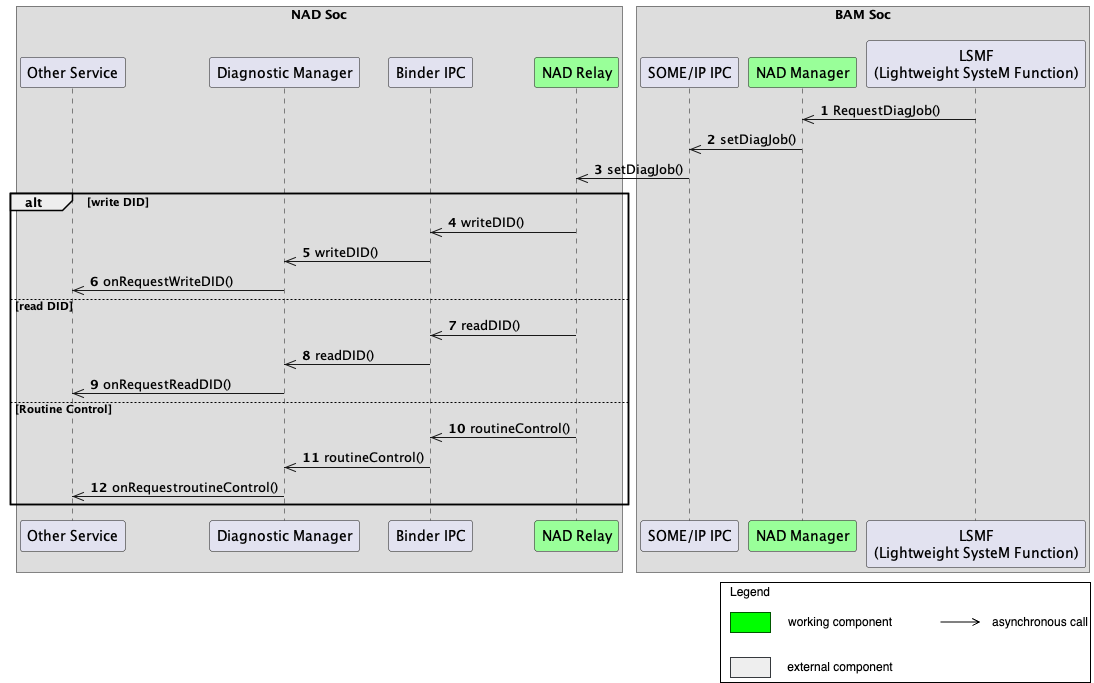 NAD Soc
BAM Soc
Other Service
Diagnostic Manager
Binder IPC
NAD Relay
SOME/IP IPC
NAD Manager
LSMF
(Lightweight SysteM Function)
1 RequestDiagJob()
2 setDiagJob()
3 setDiagJob()
alt
[write DID]
4 writeDID()
5 writeDID()
6 onRequestWriteDID()
[read DID]
7 readDID()
8 readDID()
9 onRequestReadDID()
[Routine Control]
10 routineControl()
11 routineControl()
12 onRequestroutineControl()
Other Service
Diagnostic Manager
Binder IPC
NAD Relay
SOME/IP IPC
NAD Manager
LSMF
(Lightweight SysteM Function)
Legend
working component
asynchronous call
external component